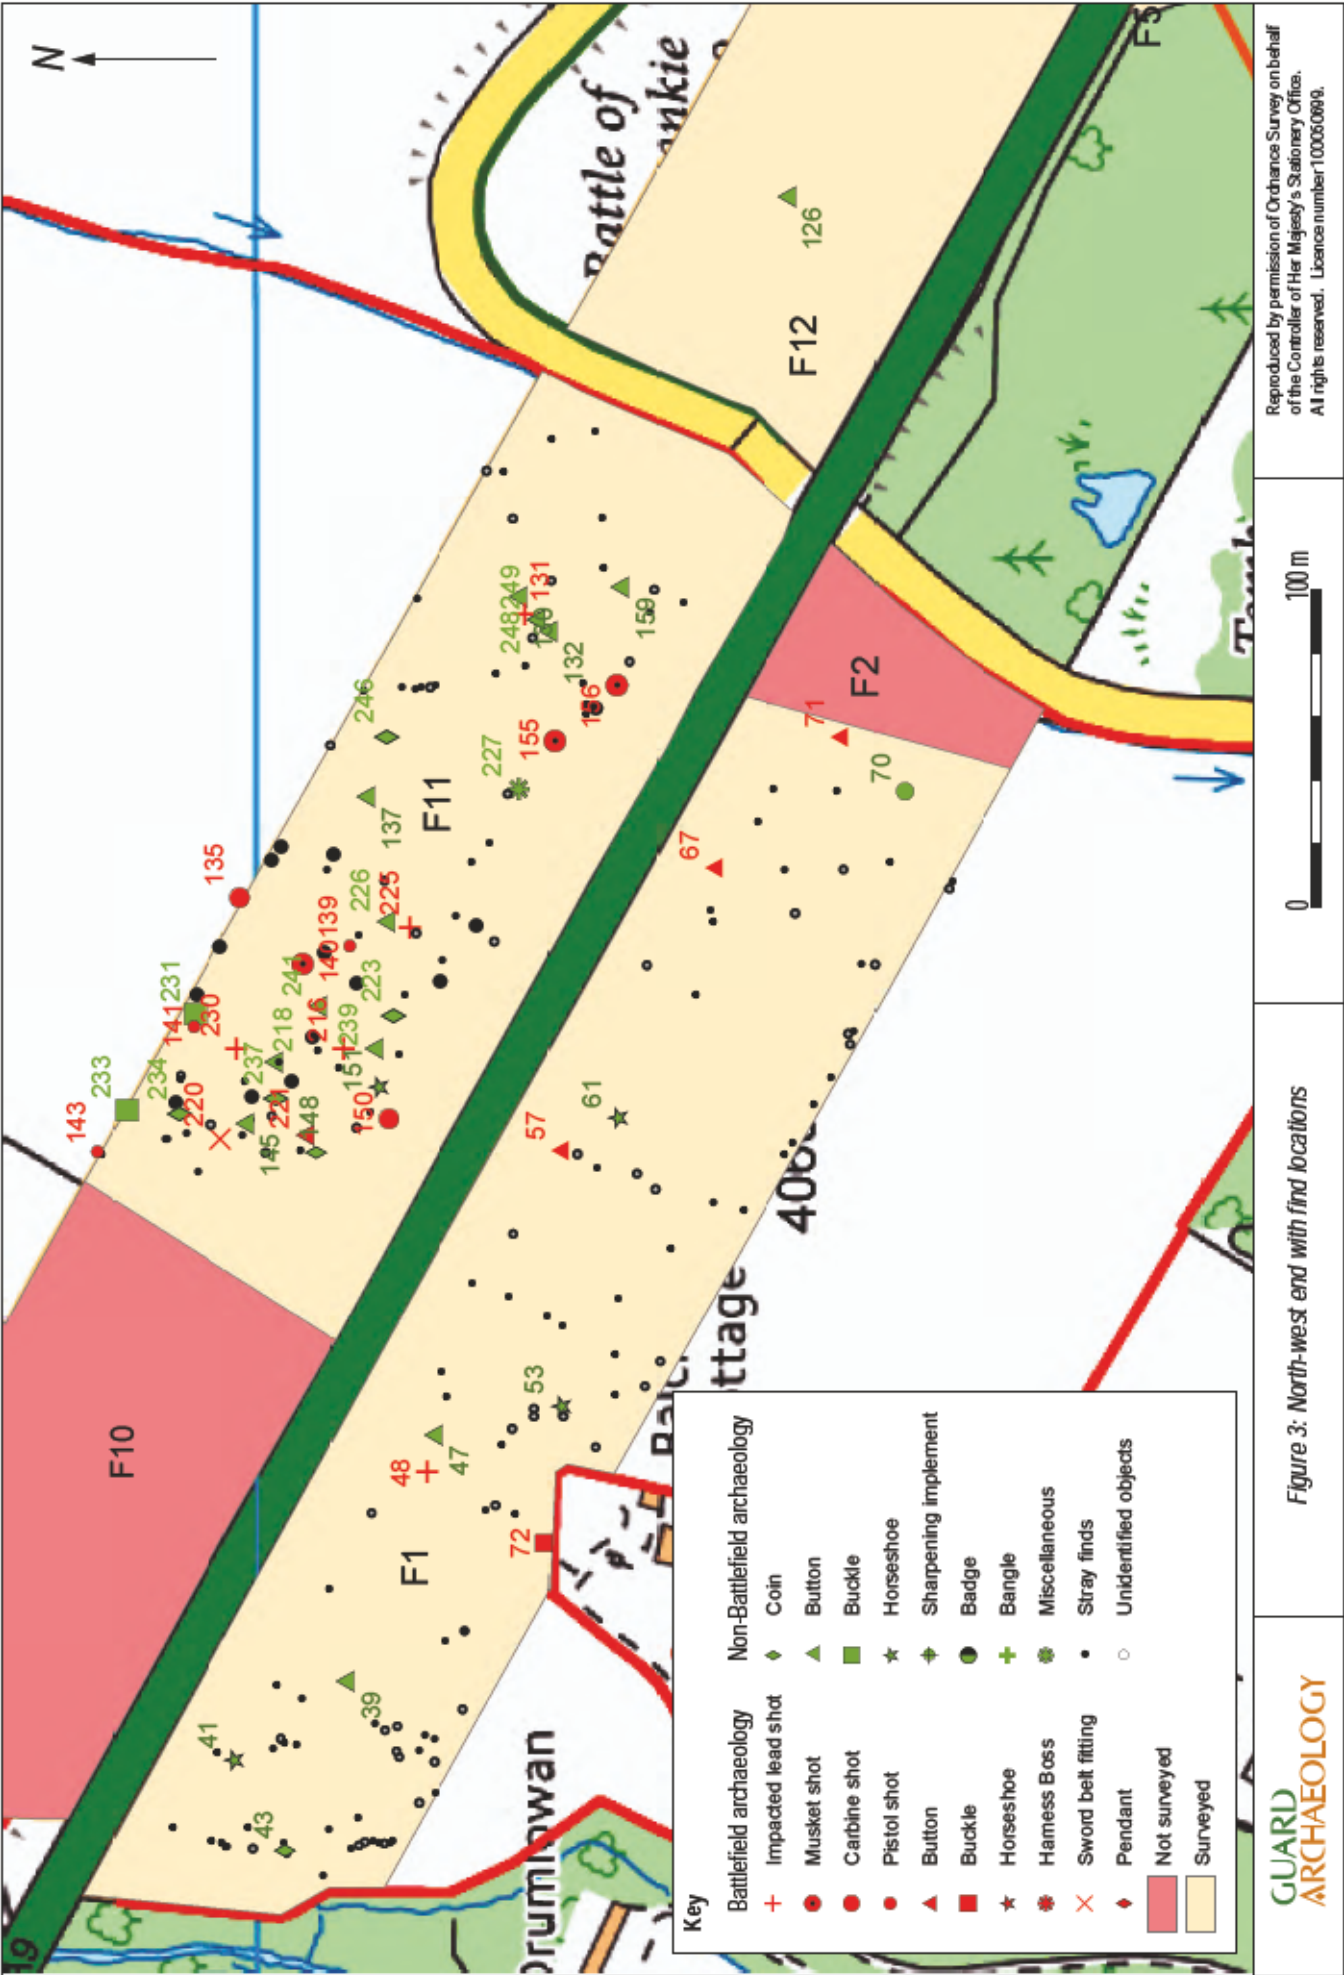 N
Battle of
ankie
F5
F12
126
F11
F2
F10
F1
249
248
131
132
159
246
155
227
137
71
70
67
135
226
225
139
140
241
223
231
141
230
216
239
218
151
237
233
234
220
221
148
150
143
145
57
61
53
48
47
72
39
41
43
406
ottage
Drumlowan
Key
Battlefield archaeology
Impacted lead shot
Musket shot
Carbine shot
Pistol shot
Button
Buckle
Horseshoe
Harness Boss
Sword belt fitting
Pendant
Not surveyed
Surveyed
Non-Battlefield archaeology
Coin
Button
Buckle
Horseshoe
Sharpening implement
Badge
Bangle
Miscellaneous
Stray finds
Unidentified objects
GUARD
ARCHAEOLOGY
Figure 3: North-west end with find locations
0 100 m
Reproduced by permission of Ordnance Survey on behalf
of the Controller of Her Majesty's Stationery Office.
All rights reserved. Licence number 100050699.